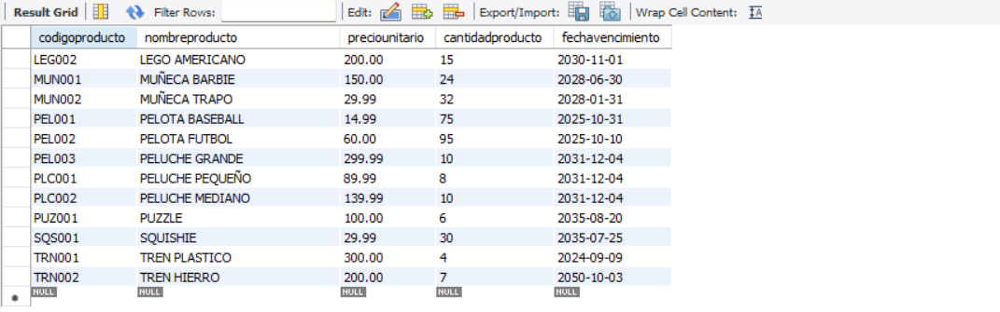 Result Grid Filter Rows: Edit: Export/Import: Wrap Cell Content: IA
codigoproducto nombreproducto preciounitario cantidadproducto fechavencimiento
LEG002 LEGO AMERICANO 200.00 15 2030-11-01
MUN001 MUÑECA BARBIE 150.00 24 2028-06-30
MUN002 MUÑECA TRAPO 29.99 32 2028-01-31
PEL001 PELOTA BASEBALL 14.99 75 2025-10-31
PEL002 PELOTA FUTBOL 60.00 95 2025-10-10
PEL003 PELUCHE GRANDE 299.99 10 2031-12-04
PLC001 PELUCHE PEQUEÑO 89.99 8 2031-12-04
PLC002 PELUCHE MEDIANO 139.99 10 2031-12-04
PUZ001 PUZZLE 100.00 6 2035-08-20
SQS001 SQUISHIE 29.99 30 2035-07-25
TRN001 TREN PLASTICO 300.00 4 2024-09-09
TRN002 TREN HIERRO 200.00 7 2050-10-03
NULL NULL NULL NULL NULL